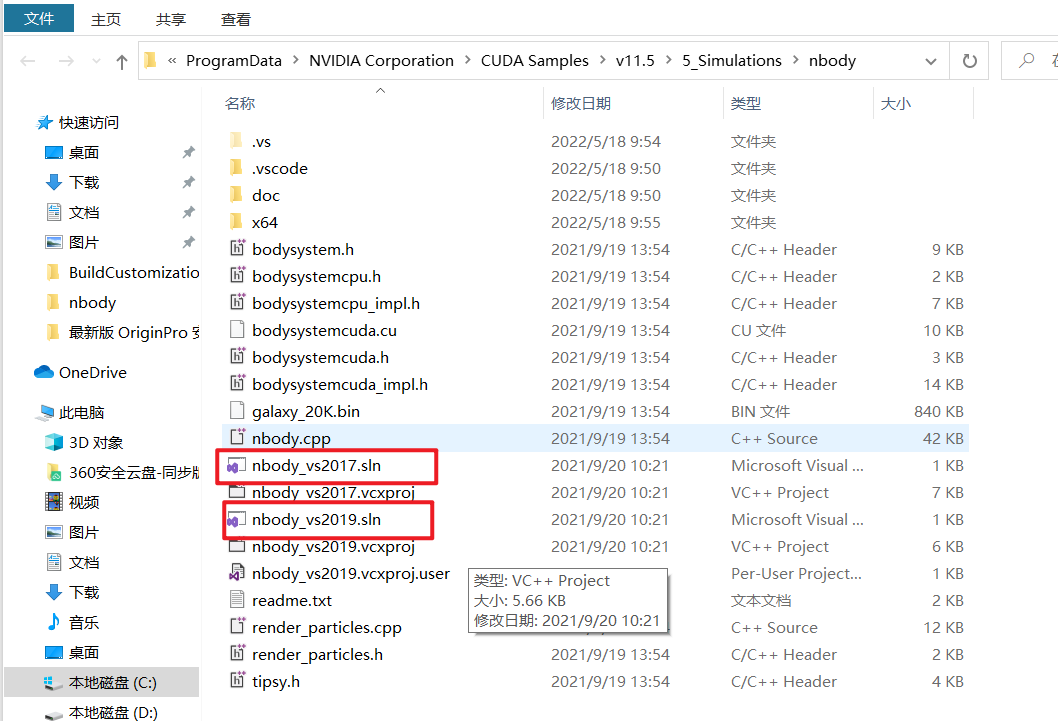 文件 主页 共享 查看
« ProgramData > NVIDIA Corporation > CUDA Samples > v11.5 > 5_Simulations > nbody
名称 修改日期 类型 大小
快速访问
桌面
下载
文档
图片
BuildCustomizatio
nbody
最新版 OriginPro 安
OneDrive
此电脑
3D 对象
360安全云盘-同步版
视频
图片
文档
下载
音乐
桌面
本地磁盘 (C:)
本地磁盘 (D:)
.vs 2022/5/18 9:54 文件夹
.vscode 2022/5/18 9:50 文件夹
doc 2022/5/18 9:50 文件夹
x64 2022/5/18 9:55 文件夹
bodysystem.h 2021/9/19 13:54 C/C++ Header 9 KB
bodysystemcpu.h 2021/9/19 13:54 C/C++ Header 2 KB
bodysystemcpu_impl.h 2021/9/19 13:54 C/C++ Header 7 KB
bodysystemcuda.cu 2021/9/19 13:54 CU 文件 10 KB
bodysystemcuda.h 2021/9/19 13:54 C/C++ Header 3 KB
bodysystemcuda_impl.h 2021/9/19 13:54 C/C++ Header 14 KB
galaxy_20K.bin 2021/9/19 13:54 BIN 文件 840 KB
nbody.cpp 2021/9/19 13:54 C++ Source 42 KB
nbody_vs2017.sln 2021/9/20 10:21 Microsoft Visual ... 1 KB
nbody_vs2017.vcxproj 2021/9/20 10:21 VC++ Project 7 KB
nbody_vs2019.sln 2021/9/20 10:21 Microsoft Visual ... 1 KB
nbody_vs2019.vcxproj 2021/9/20 10:21 VC++ Project 6 KB
nbody_vs2019.vcxproj.user Per-User Project... 1 KB
readme.txt 文本文档 2 KB
render_particles.cpp C++ Source 12 KB
render_particles.h 2021/9/19 13:54 C/C++ Header 2 KB
tipsy.h 2021/9/19 13:54 C/C++ Header 4 KB
类型: VC++ Project
大小: 5.66 KB
修改日期: 2021/9/20 10:21